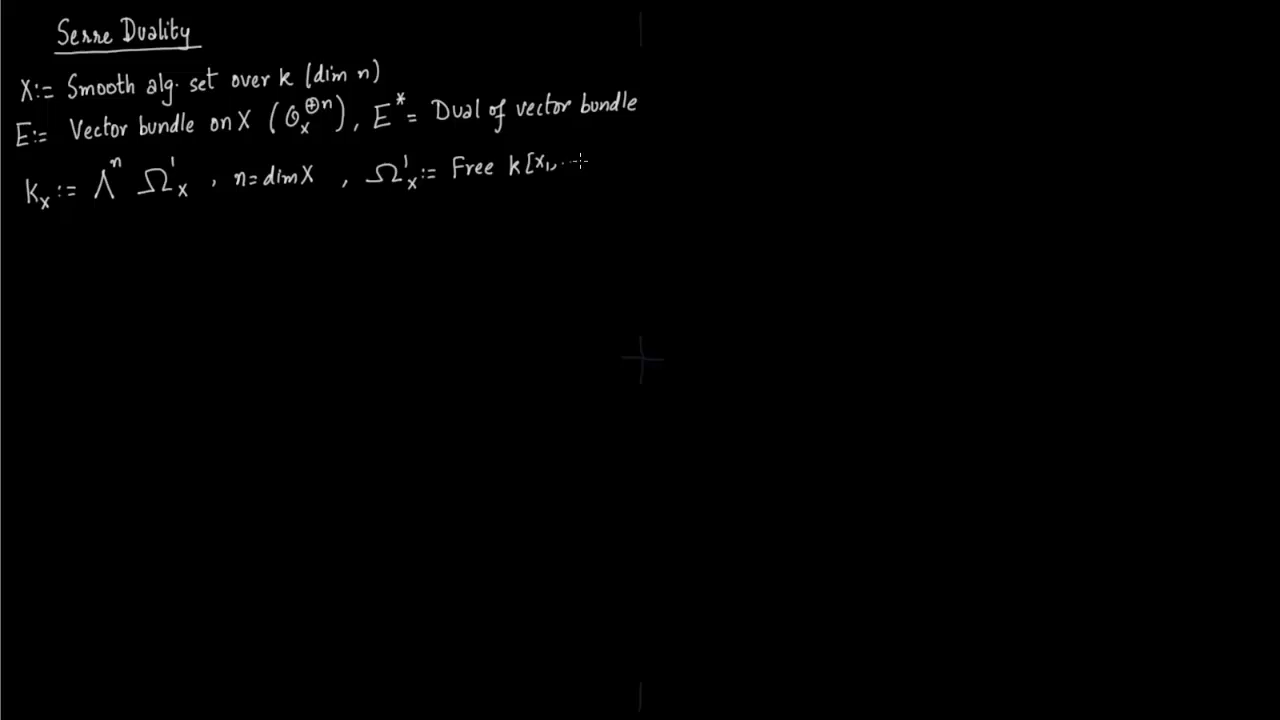 Serre Duality
X:= Smooth alg. set over k (dim n)
E:= Vector bundle on X (O_X^{⊕n}), E^* = Dual of vector bundle
K_X := Λ^n Ω^1_X , n=dim X , Ω^1_X := Free k[x_1,...